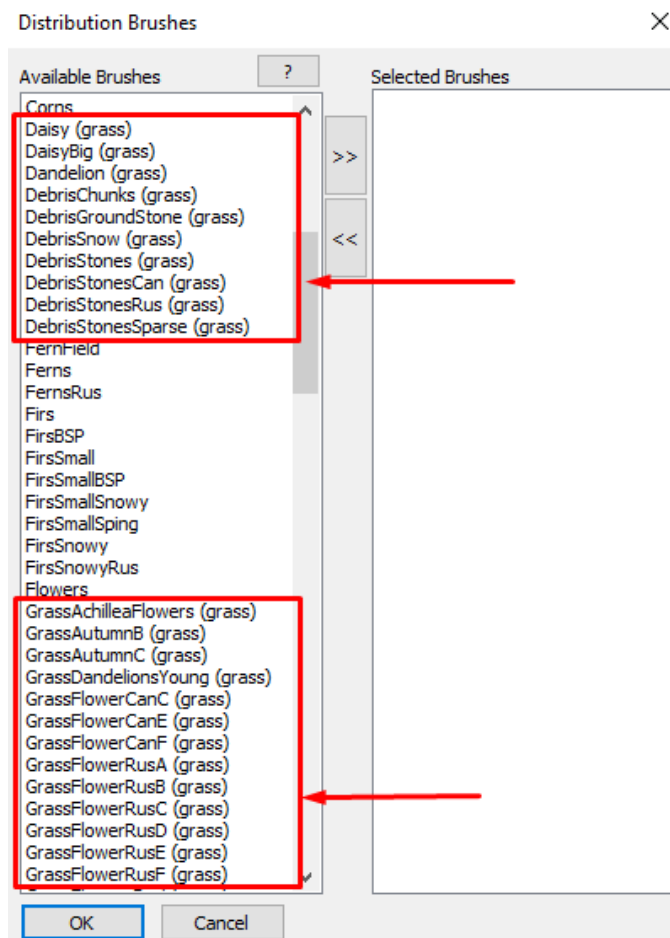 Distribution Brushes
Available Brushes
?
Selected Brushes
Corns
Daisy (grass)
DaisyBig (grass)
Dandelion (grass)
DebrisChunks (grass)
DebrisGroundStone (grass)
DebrisSnow (grass)
DebrisStones (grass)
DebrisStonesCan (grass)
DebrisStonesRus (grass)
DebrisStonesSparse (grass)
FernField
Ferns
FernsRus
Firs
FirsBSP
FirsSmall
FirsSmallBSP
FirsSmallSnowy
FirsSmallSping
FirsSnowy
FirsSnowyRus
Flowers
GrassAchilleaFlowers (grass)
GrassAutumnB (grass)
GrassAutumnC (grass)
GrassDandelionsYoung (grass)
GrassFlowerCanC (grass)
GrassFlowerCanE (grass)
GrassFlowerCanF (grass)
GrassFlowerRusA (grass)
GrassFlowerRusB (grass)
GrassFlowerRusC (grass)
GrassFlowerRusD (grass)
GrassFlowerRusE (grass)
GrassFlowerRusF (grass)
>>
<<
OK
Cancel